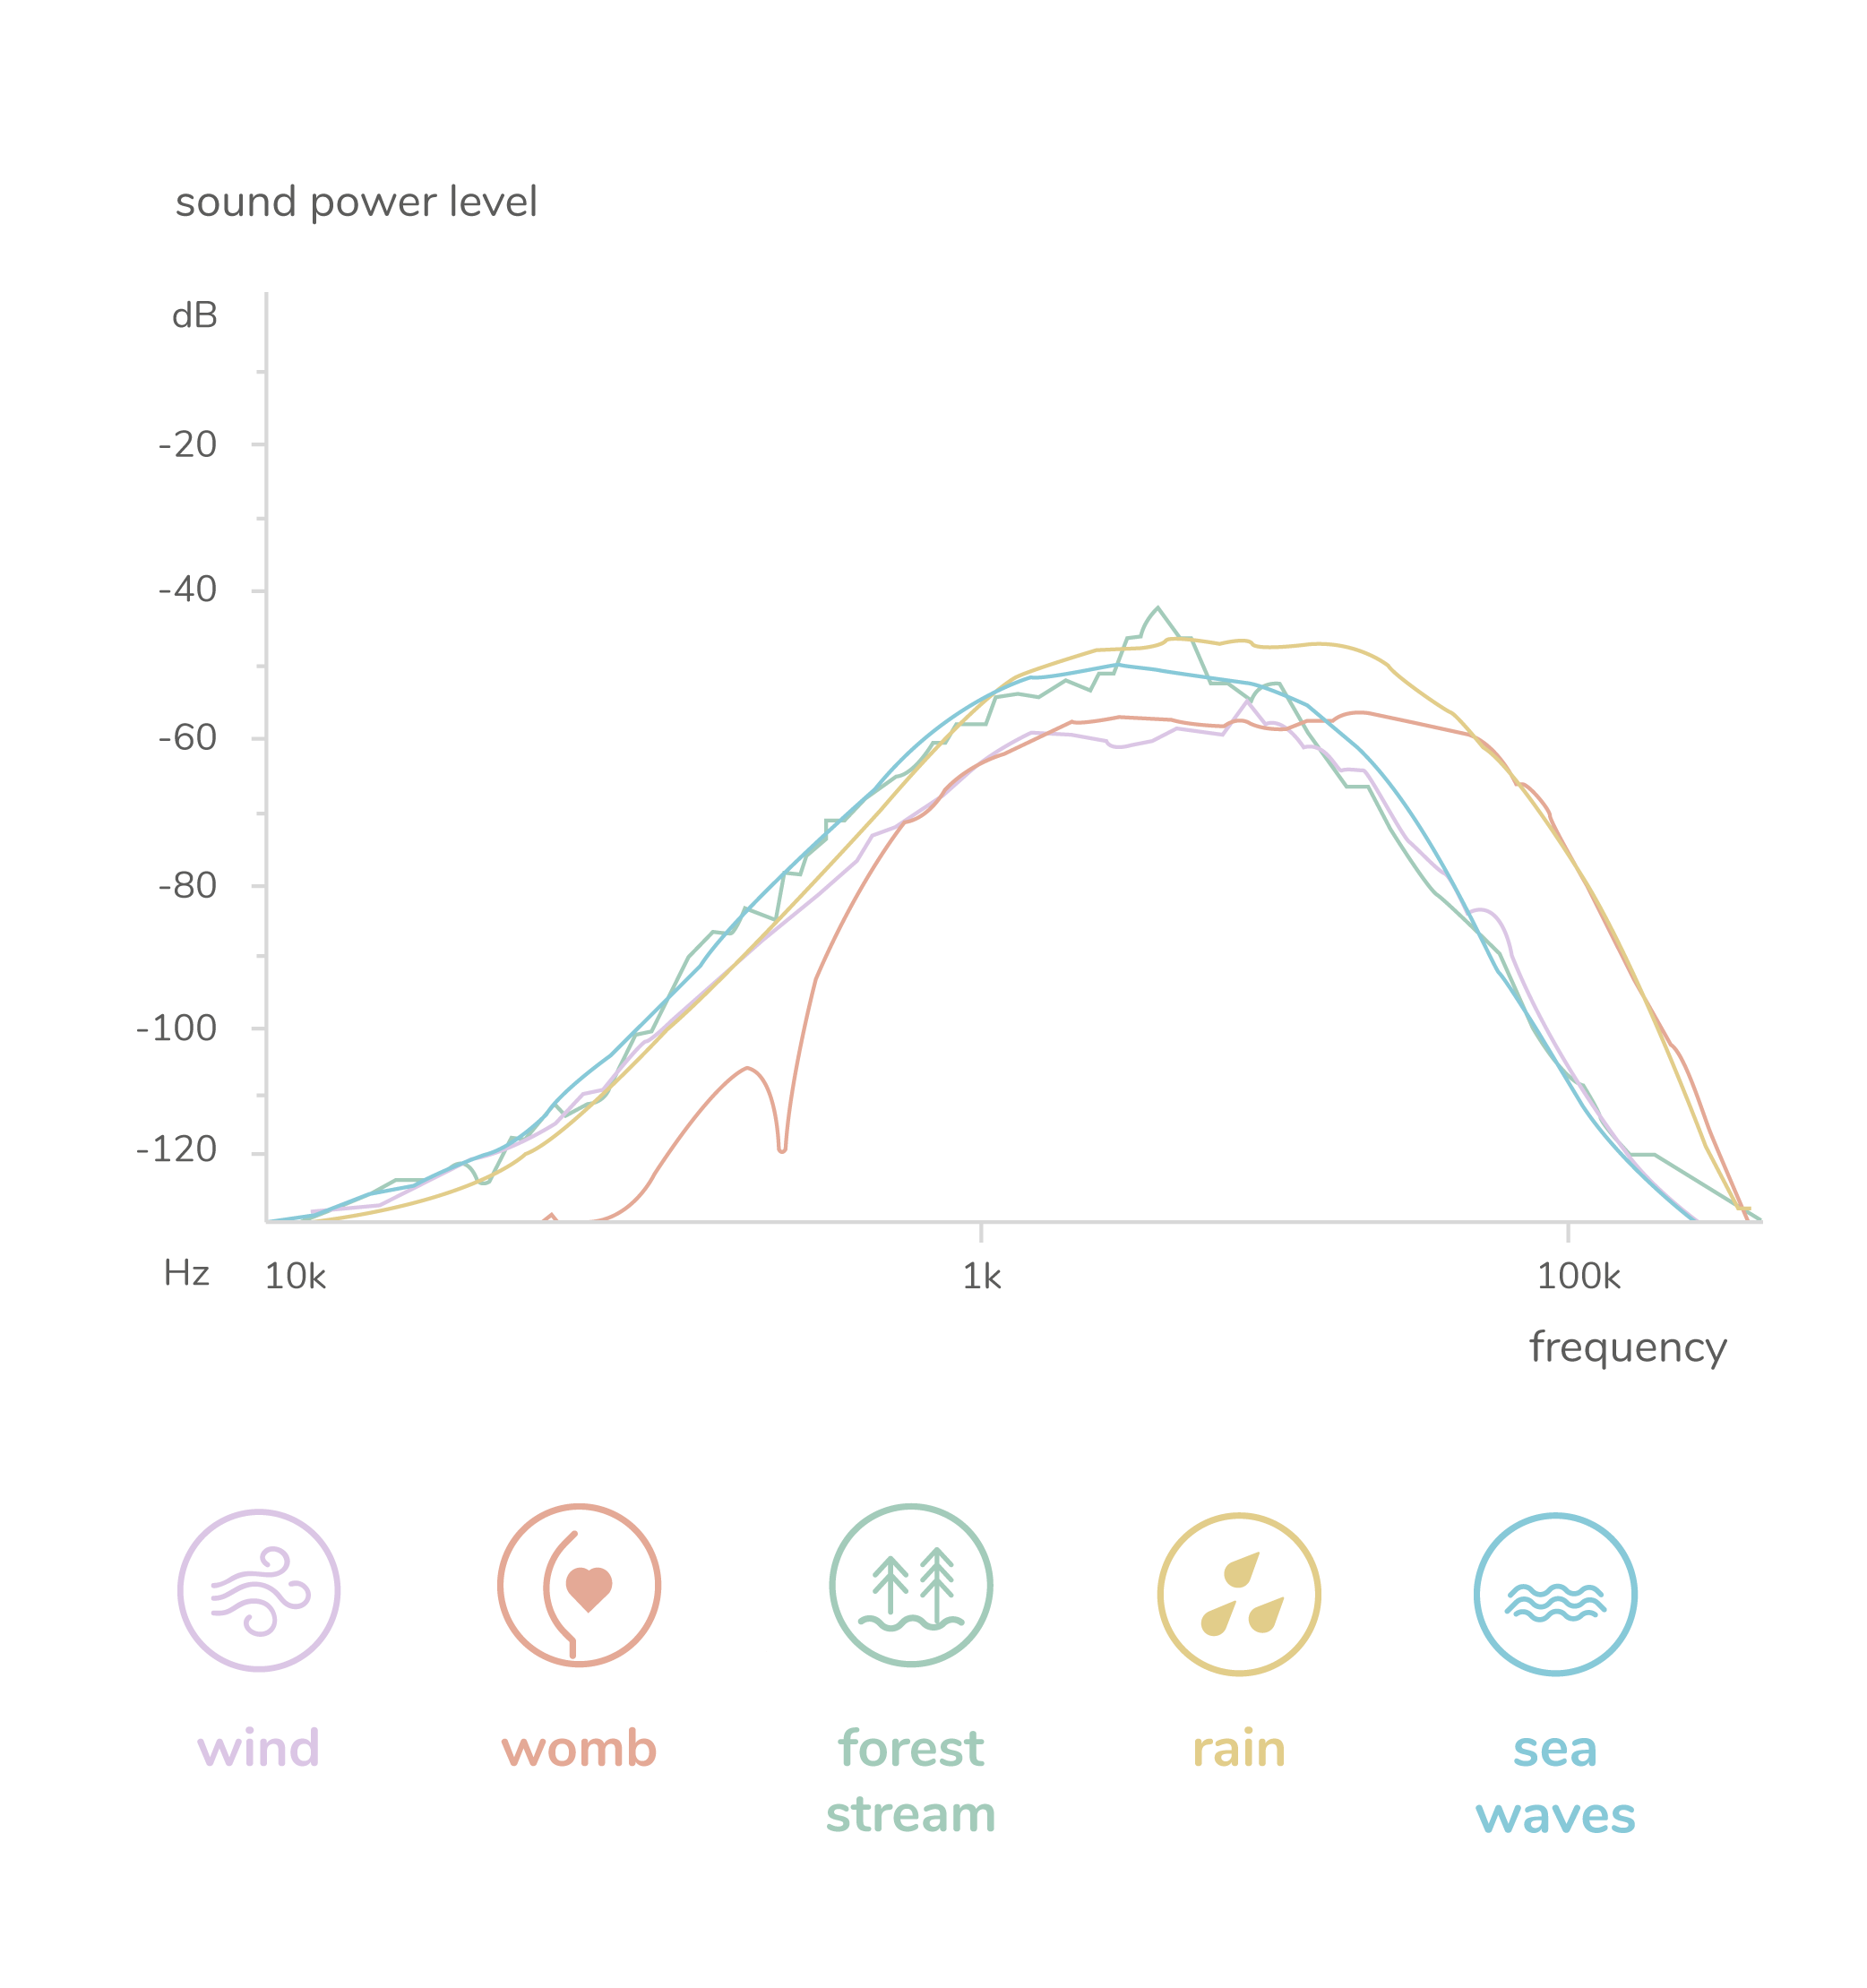 sound power level
dB
-20
-40
-60
-80
-100
-120
Hz 10k 1k 100k
frequency
wind womb forest rain sea
stream waves